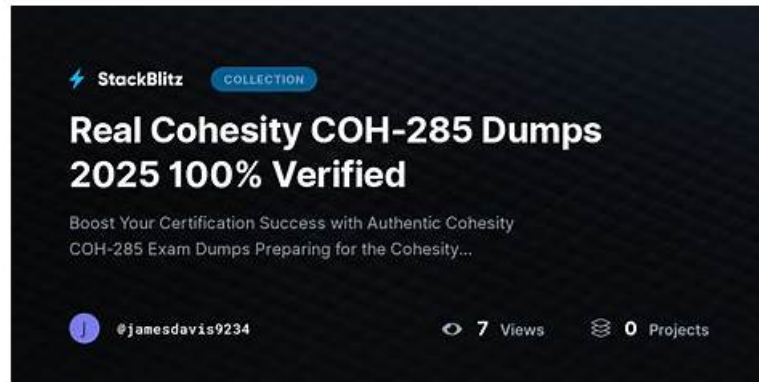 StackBlitz COLLECTION
Real Cohesity COH-285 Dumps
2025 100% Verified
Boost Your Certification Success with Authentic Cohesity
COH-285 Exam Dumps Preparing for the Cohesity...
J @jamesdavis9234 7 Views 0 Projects